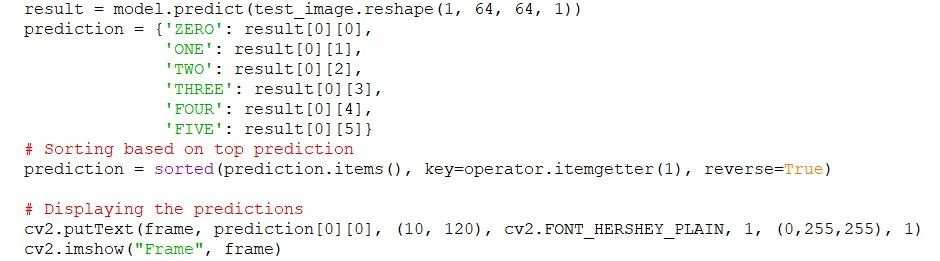 result = model.predict(test_image.reshape(1, 64, 64, 1))
prediction = {'ZERO': result[0][0],
'ONE': result[0][1],
'TWO': result[0][2],
'THREE': result[0][3],
'FOUR': result[0][4],
'FIVE': result[0][5]}
# Sorting based on top prediction
prediction = sorted(prediction.items(), key=operator.itemgetter(1), reverse=True)
# Displaying the predictions
cv2.putText(frame, prediction[0][0], (10, 120), cv2.FONT_HERSHEY_PLAIN, 1, (0,255,255), 1)
cv2.imshow("Frame", frame)